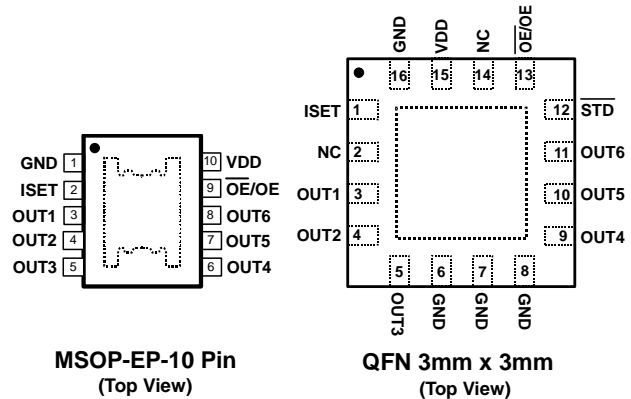 GND 1
ISET 2
OUT1 3
OUT2 4
OUT3 5
10 VDD
9 OE/OE
8 OUT6
7 OUT5
6 OUT4
MSOP-EP-10 Pin
(Top View)
GND VDD NC OE/OE
16 15 14 13
ISET 1
NC 2
OUT1 3
OUT2 4
12 STD
11 OUT6
10 OUT5
9 OUT4
5 6 7 8
OUT3 GND GND GND
QFN 3mm x 3mm
(Top View)